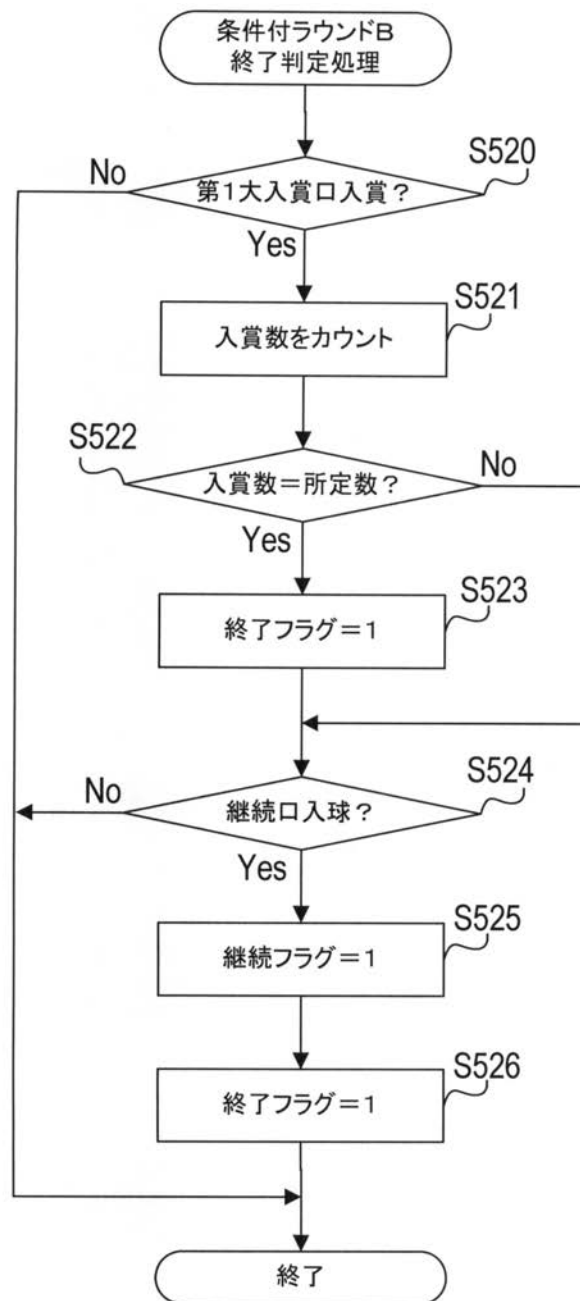 条件付ラウンドB
終了判定処理
S520
No
第1大入賞口入賞？
Yes
S521
入賞数をカウント
S522
No
入賞数＝所定数？
Yes
S523
終了フラグ＝1
S524
No
継続口入球？
Yes
S525
継続フラグ＝1
S526
終了フラグ＝1
終了